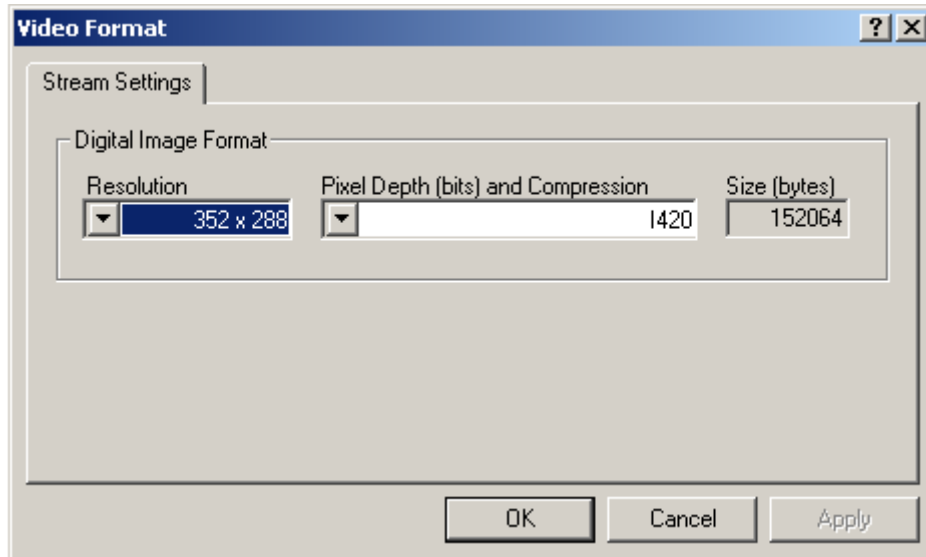 Video Format
Stream Settings
Digital Image Format
Resolution Pixel Depth (bits) and Compression Size (bytes)
352 x 288 I420 152064
OK Cancel Apply